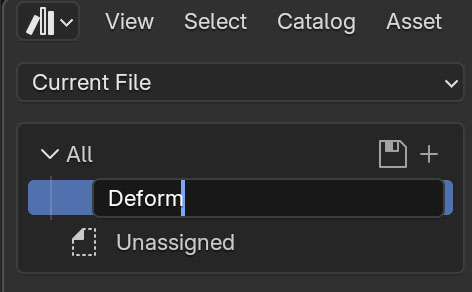 View Select Catalog Asset
Current File
All
Deform
Unassigned